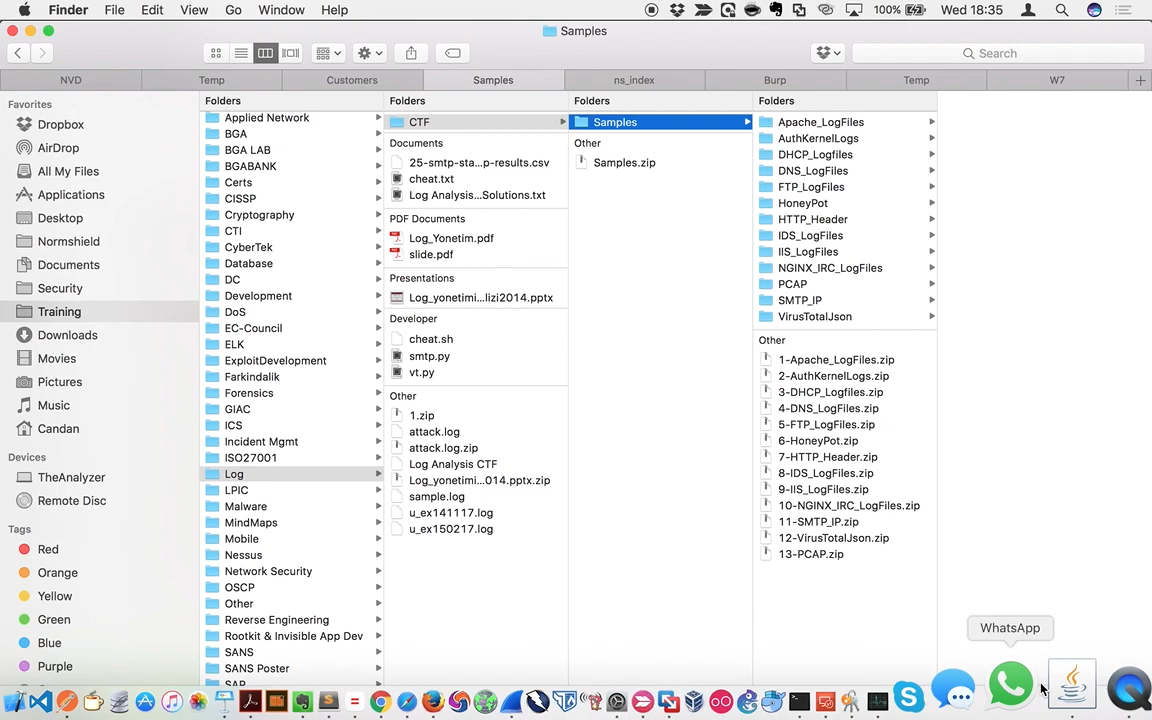 Finder File Edit View Go Window Help 100% Wed 18:35
Samples
Search
NVD Temp Customers Samples ns_index Burp Temp W7
Favorites
Dropbox
AirDrop
All My Files
Applications
Desktop
Normshield
Documents
Security
Training
Downloads
Movies
Pictures
Music
Candan
Devices
TheAnalyzer
Remote Disc
Tags
Red
Orange
Yellow
Green
Blue
Purple
Folders
Applied Network
BGA
BGA LAB
BGABANK
Certs
CISSP
Cryptography
CTI
CyberTek
Database
DC
Development
DoS
EC-Council
ELK
ExploitDevelopment
Farkindalik
Forensics
GIAC
ICS
Incident Mgmt
ISO27001
Log
LPIC
Malware
MindMaps
Mobile
Nessus
Network Security
OSCP
Other
Reverse Engineering
Rootkit & Invisible App Dev
SANS
SANS Poster
SAP
Folders
CTF
Documents
25-smtp-sta...p-results.csv
cheat.txt
Log Analysis...Solutions.txt
PDF Documents
Log_Yonetim.pdf
slide.pdf
Presentations
Log_yonetimi...lizi2014.pptx
Developer
cheat.sh
smtp.py
vt.py
Other
1.zip
attack.log
attack.log.zip
Log Analysis CTF
Log_yonetimi...014.pptx.zip
sample.log
u_ex141117.log
u_ex150217.log
Folders
Samples
Other
Samples.zip
Folders
Apache_LogFiles
AuthKernelLogs
DHCP_Logfiles
DNS_LogFiles
FTP_LogFiles
HoneyPot
HTTP_Header
IDS_LogFiles
IIS_LogFiles
NGINX_IRC_LogFiles
PCAP
SMTP_IP
VirusTotalJson
Other
1-Apache_LogFiles.zip
2-AuthKernelLogs.zip
3-DHCP_Logfiles.zip
4-DNS_LogFiles.zip
5-FTP_LogFiles.zip
6-HoneyPot.zip
7-HTTP_Header.zip
8-IDS_LogFiles.zip
9-IIS_LogFiles.zip
10-NGINX_IRC_LogFiles.zip
11-SMTP_IP.zip
12-VirusTotalJson.zip
13-PCAP.zip
WhatsApp